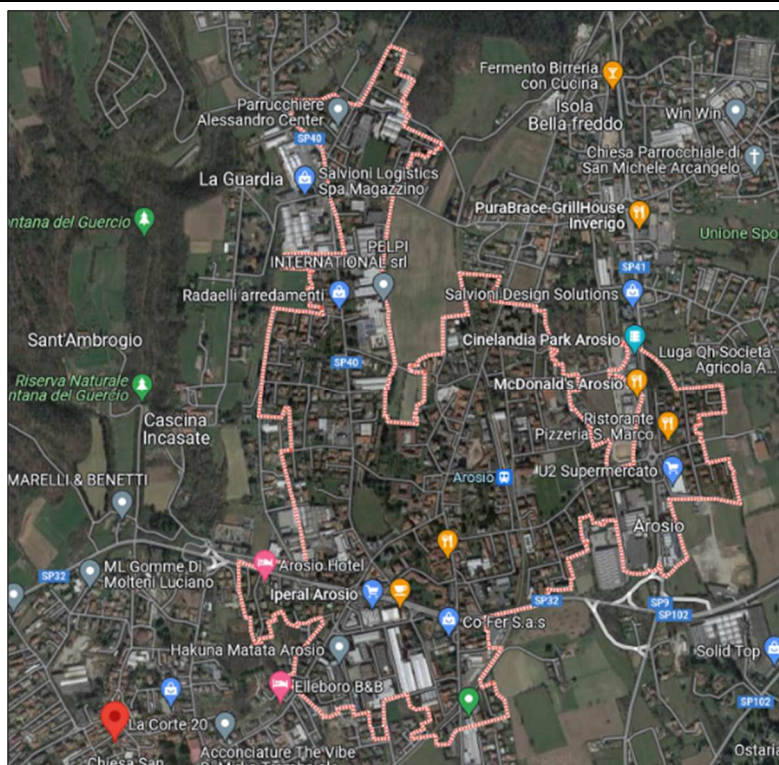 Fermento Birreria
con Cucina
Isola
Bella-freddo
Parrucchiere
Alessandro Center
SP40
Win Win
Chiesa Parrocchiale di
San Michele Arcangelo
La Guardia
Salvioni Logistics
Spa Magazzino
PuraBrace-GrillHouse
Inverigo
ontana del Guercio
Unione Spo
PELPI
INTERNATIONAL srl
SP41
Radaelli arredamenti
Salvioni Design Solutions
Sant'Ambrogio
Cinelandia Park Arosio
Luga Qh Società
Agricola A...
SP40
Riserva Naturale
ontana del Guercio
McDonald's Arosio
Cascina
Incasate
Ristorante
Pizzeria S. Marco
MARELLI & BENETTI
Arosio
U2 Supermercato
Arosio
ML Gomme Di
Molteni Luciano
SP32
Arosio Hotel
Iperal Arosio
SP32
SP9
SP102
Co Fer S.a.s
Hakuna Matata Arosio
Solid Top
Elleboro B&B
SP102
La Corte 20
Acconciature The Vibe
Chiesa San
Ostaria